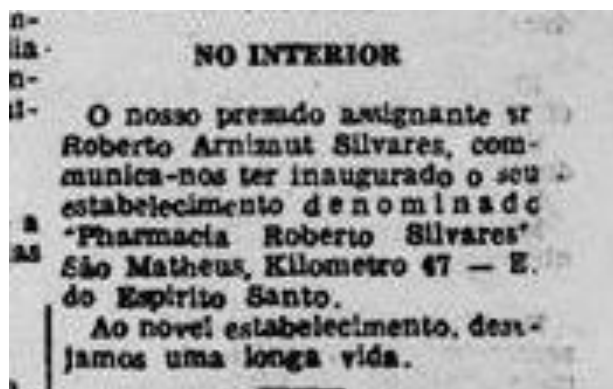 NO INTERIOR
O nosso prezado assignante sr
Roberto Arnizaut Silvares, com-
munica-nos ter inaugurado o seu
estabelecimento denominado
"Pharmacia Roberto Silvares"
São Matheus, Kilometro 47 — E.
do Espirito Santo.
Ao novel estabelecimento, dese-
jamos uma longa vida.